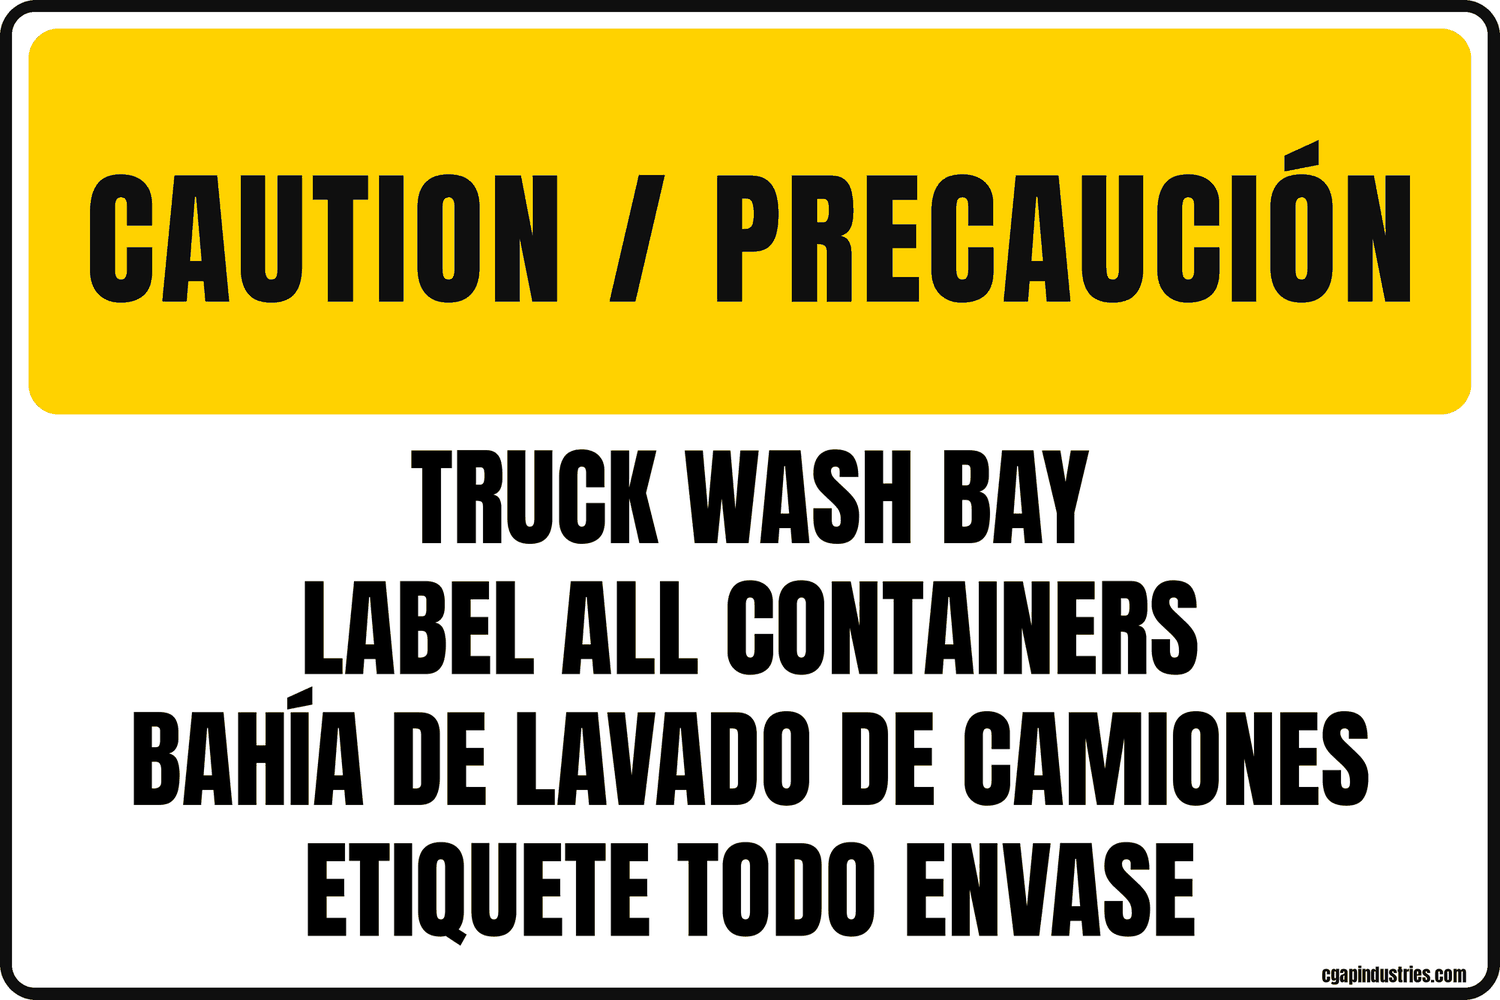 CAUTION / PRECAUCIÓN
TRUCK WASH BAY
LABEL ALL CONTAINERS
BAHÍA DE LAVADO DE CAMIONES
ETIQUETE TODO ENVASE
cgapindustries.com